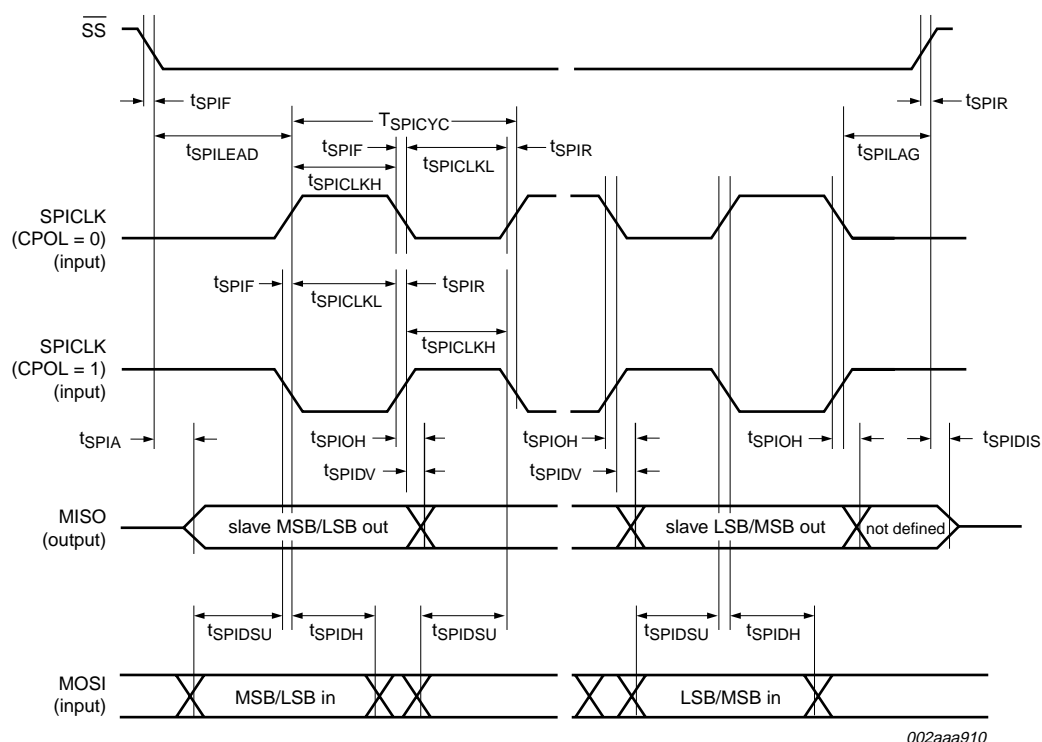 SS
tSPIF
tSPIR
TSPICYC
tSPILEAD
tSPIF
tSPICLKL
tSPIR
tSPILAG
tSPICLKH
SPICLK
(CPOL = 0)
(input)
tSPIF
tSPICLKL
tSPIR
SPICLK
(CPOL = 1)
(input)
tSPICLKH
tSPIA
tSPIOH
tSPIOH
tSPIOH
tSPIDIS
tSPIDV
tSPIDV
MISO
(output)
slave MSB/LSB out
slave LSB/MSB out
not defined
tSPIDSU
tSPIDH
tSPIDSU
tSPIDSU
tSPIDH
MOSI
(input)
MSB/LSB in
LSB/MSB in
002aaa910